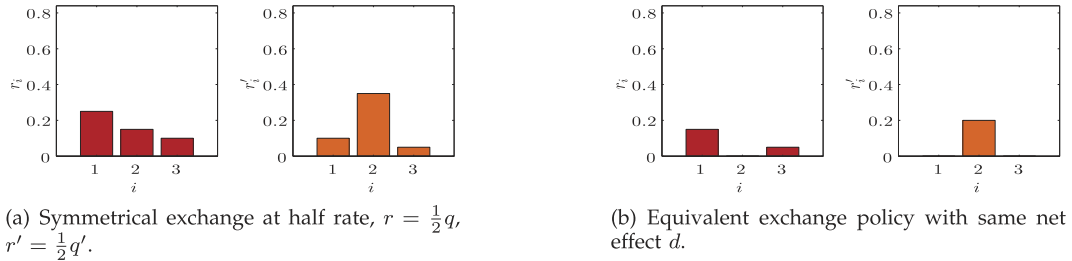 0.8
0.6
0.4
0.2
0
r_i
1 2 3
i
0.8
0.6
0.4
0.2
0
r'_i
1 2 3
i
(a) Symmetrical exchange at half rate, r = 1/2 q,
r' = 1/2 q'.
0.8
0.6
0.4
0.2
0
r_i
1 2 3
i
0.8
0.6
0.4
0.2
0
r'_i
1 2 3
i
(b) Equivalent exchange policy with same net
effect d.